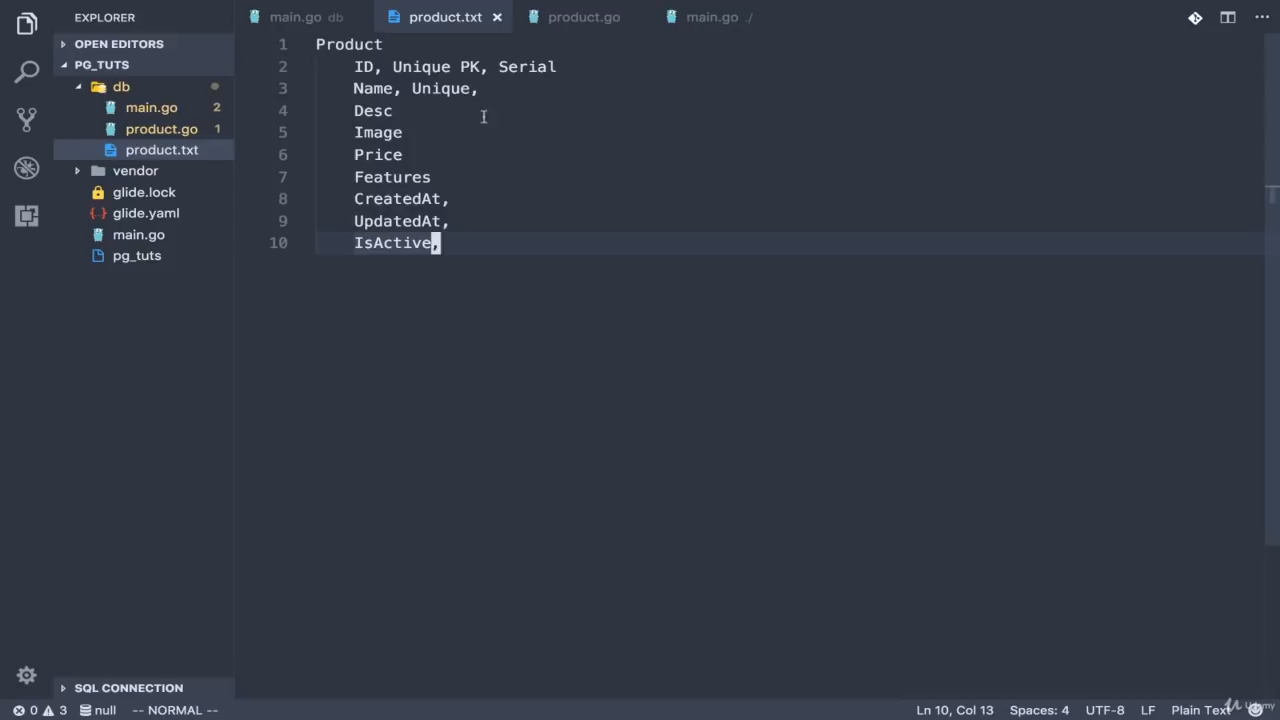 EXPLORER
main.go db
product.txt ×
product.go
main.go ./
OPEN EDITORS
PG_TUTS
db
main.go 2
product.go 1
product.txt
vendor
glide.lock
glide.yaml
main.go
pg_tuts
1 Product
2 ID, Unique PK, Serial
3 Name, Unique,
4 Desc
5 Image
6 Price
7 Features
8 CreatedAt,
9 UpdatedAt,
10 IsActive,
SQL CONNECTION
0 3 null -- NORMAL --
Ln 10, Col 13 Spaces: 4 UTF-8 LF Plain Text
Udemy